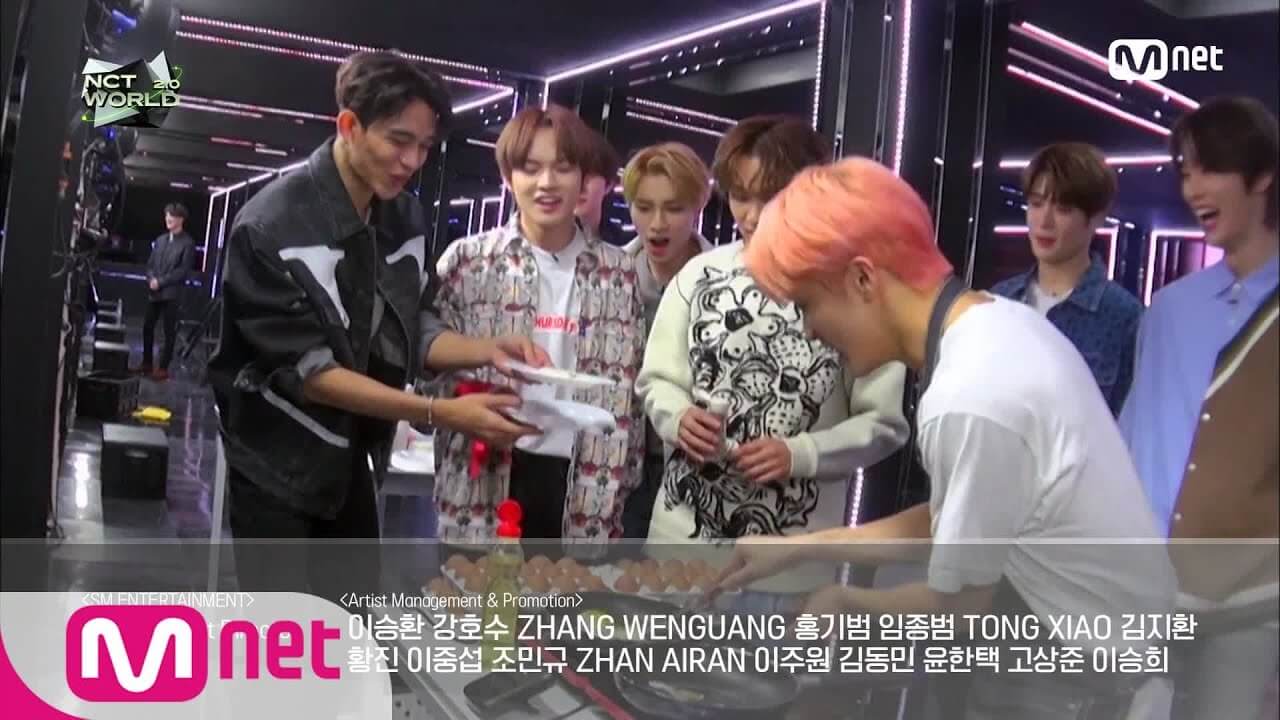 NCT 2.0
WORLD
Mnet
HUMAN
<SM ENTERTAINMENT>
<Artist Management & Promotion>
이승환 강호수 ZHANG WENGUANG 홍기범 임종범 TONG XIAO 김지환
황진 이중섭 조민규 ZHAN AIRAN 이주원 김동민 윤한택 고상준 이승희
Mnet